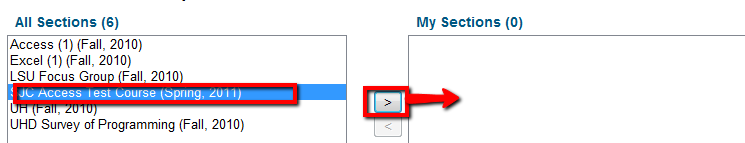 All Sections (6)
My Sections (0)
Access (1) (Fall, 2010)
Excel (1) (Fall, 2010)
LSU Focus Group (Fall, 2010)
SJC Access Test Course (Spring, 2011)
UH (Fall, 2010)
UHD Survey of Programming (Fall, 2010)
>
<